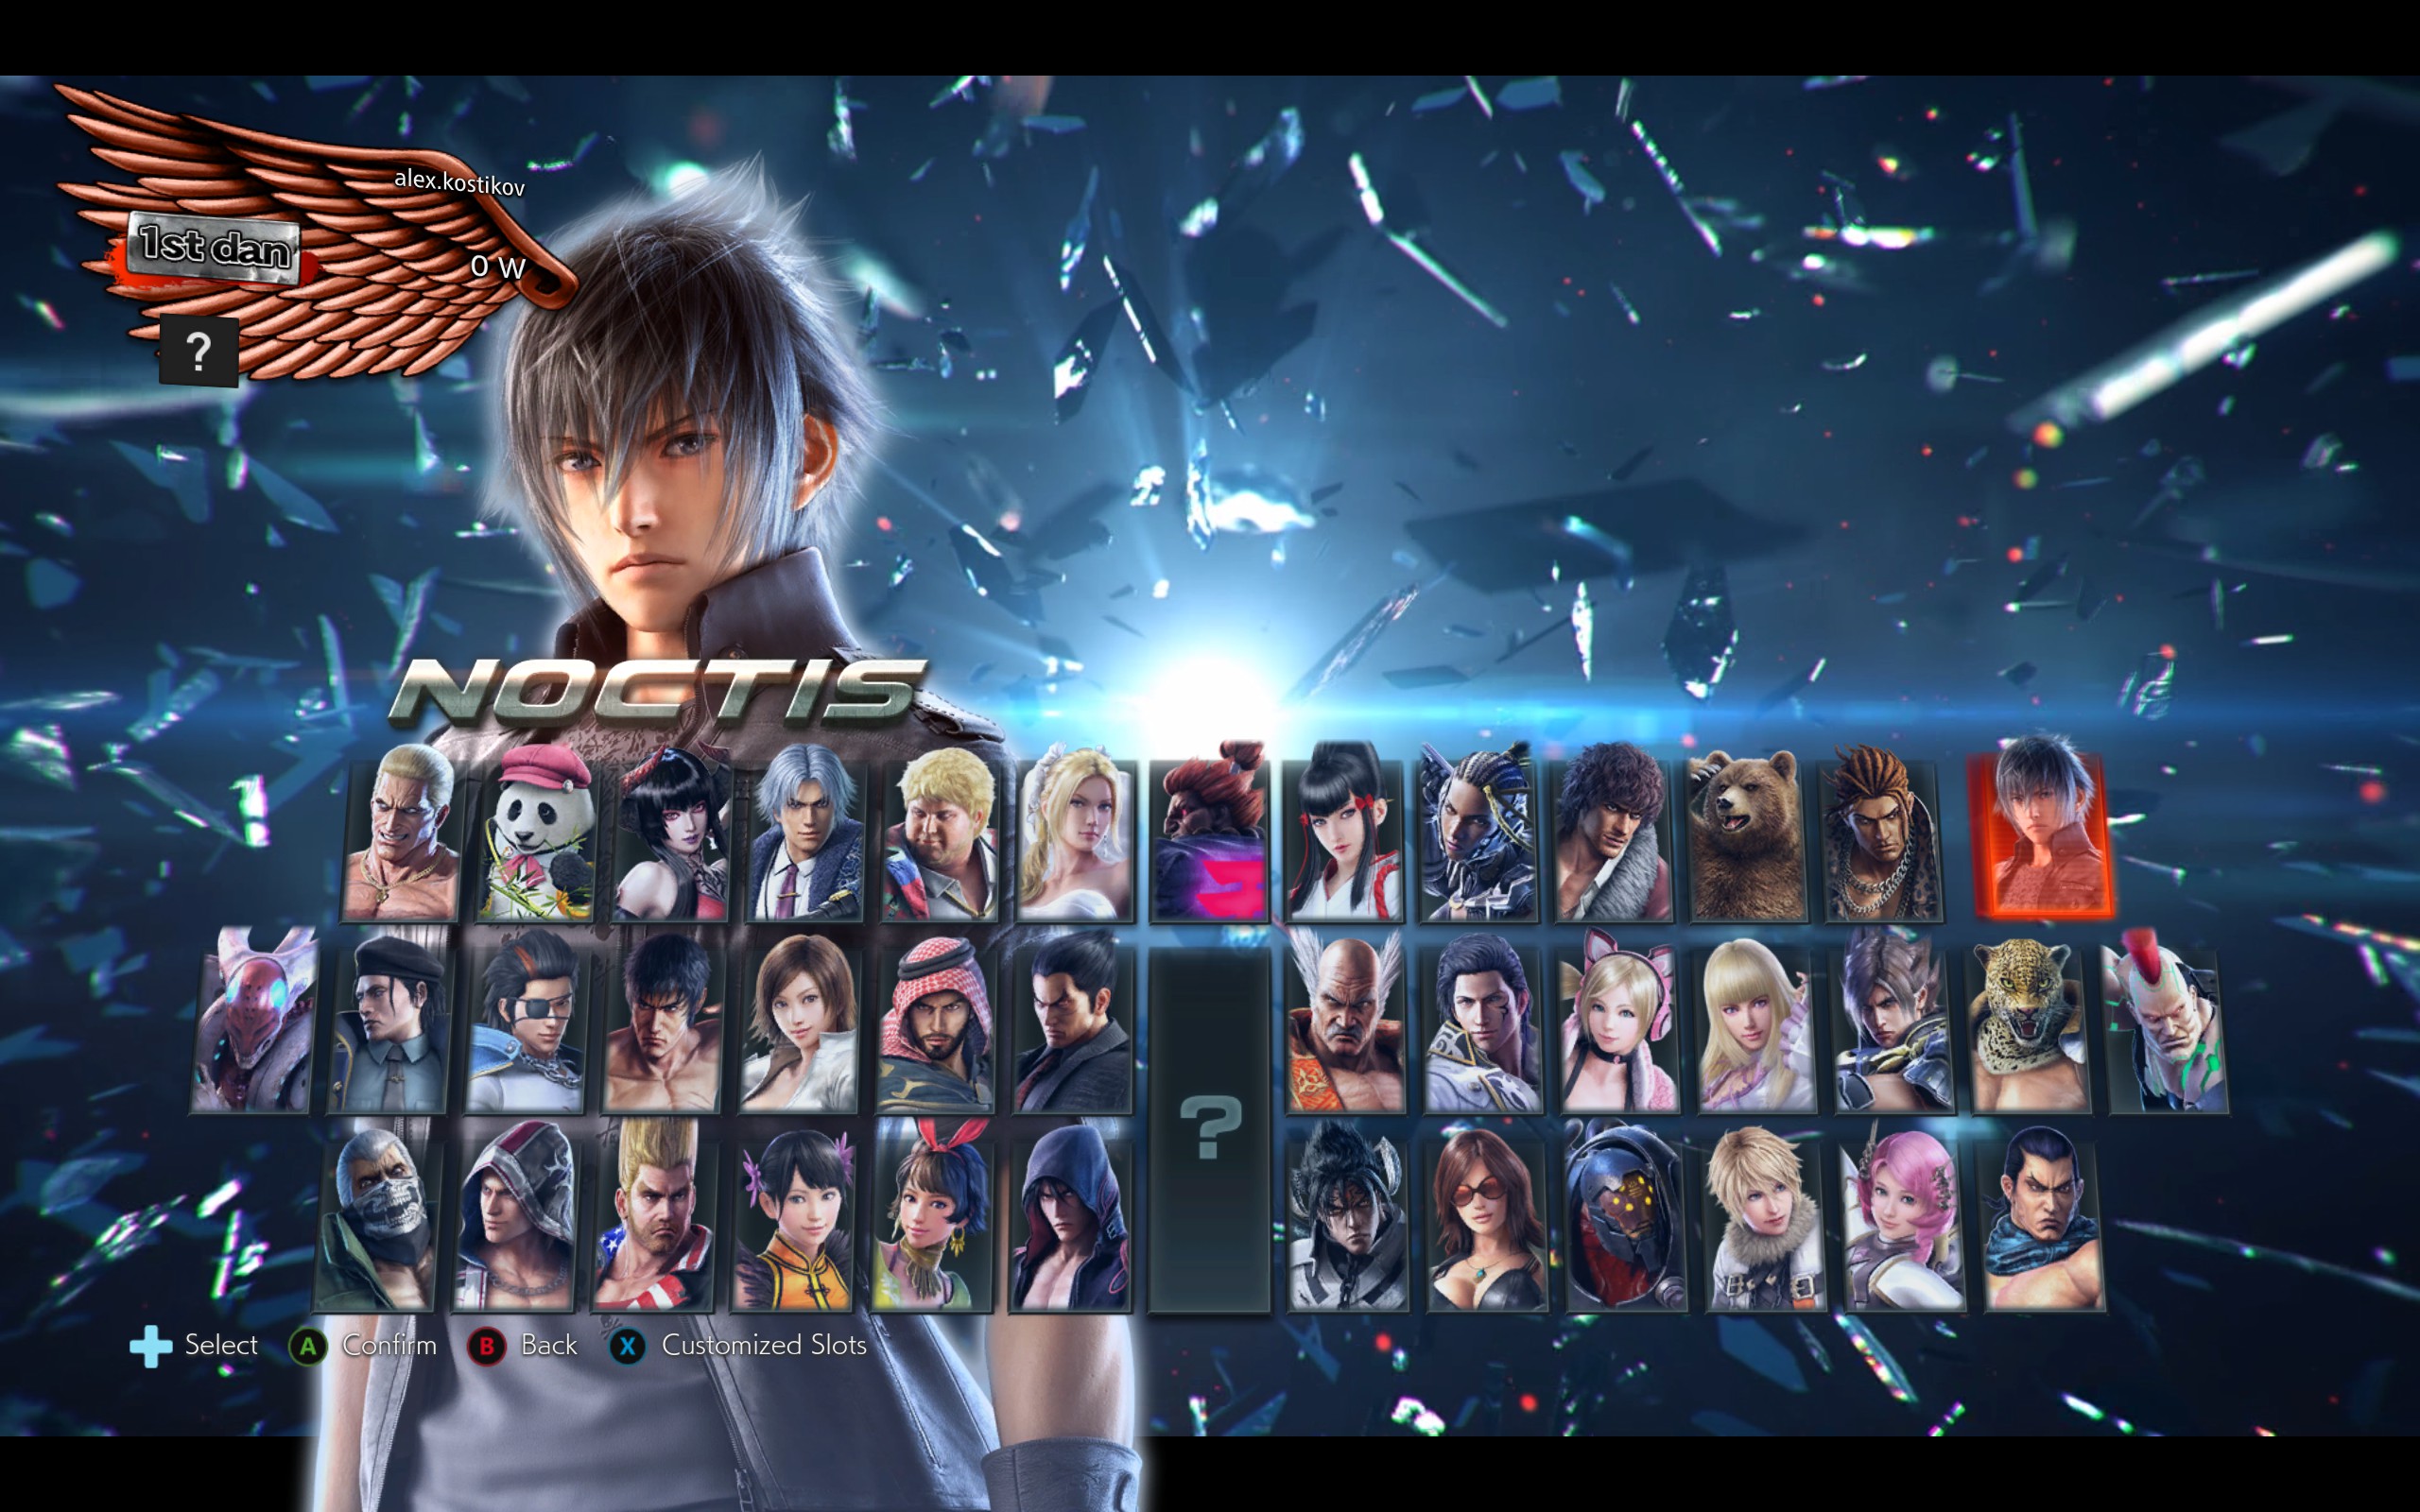 alex.kostikov
1st dan
0 W
?
NOCTIS
?
Select A Confirm B Back X Customized Slots